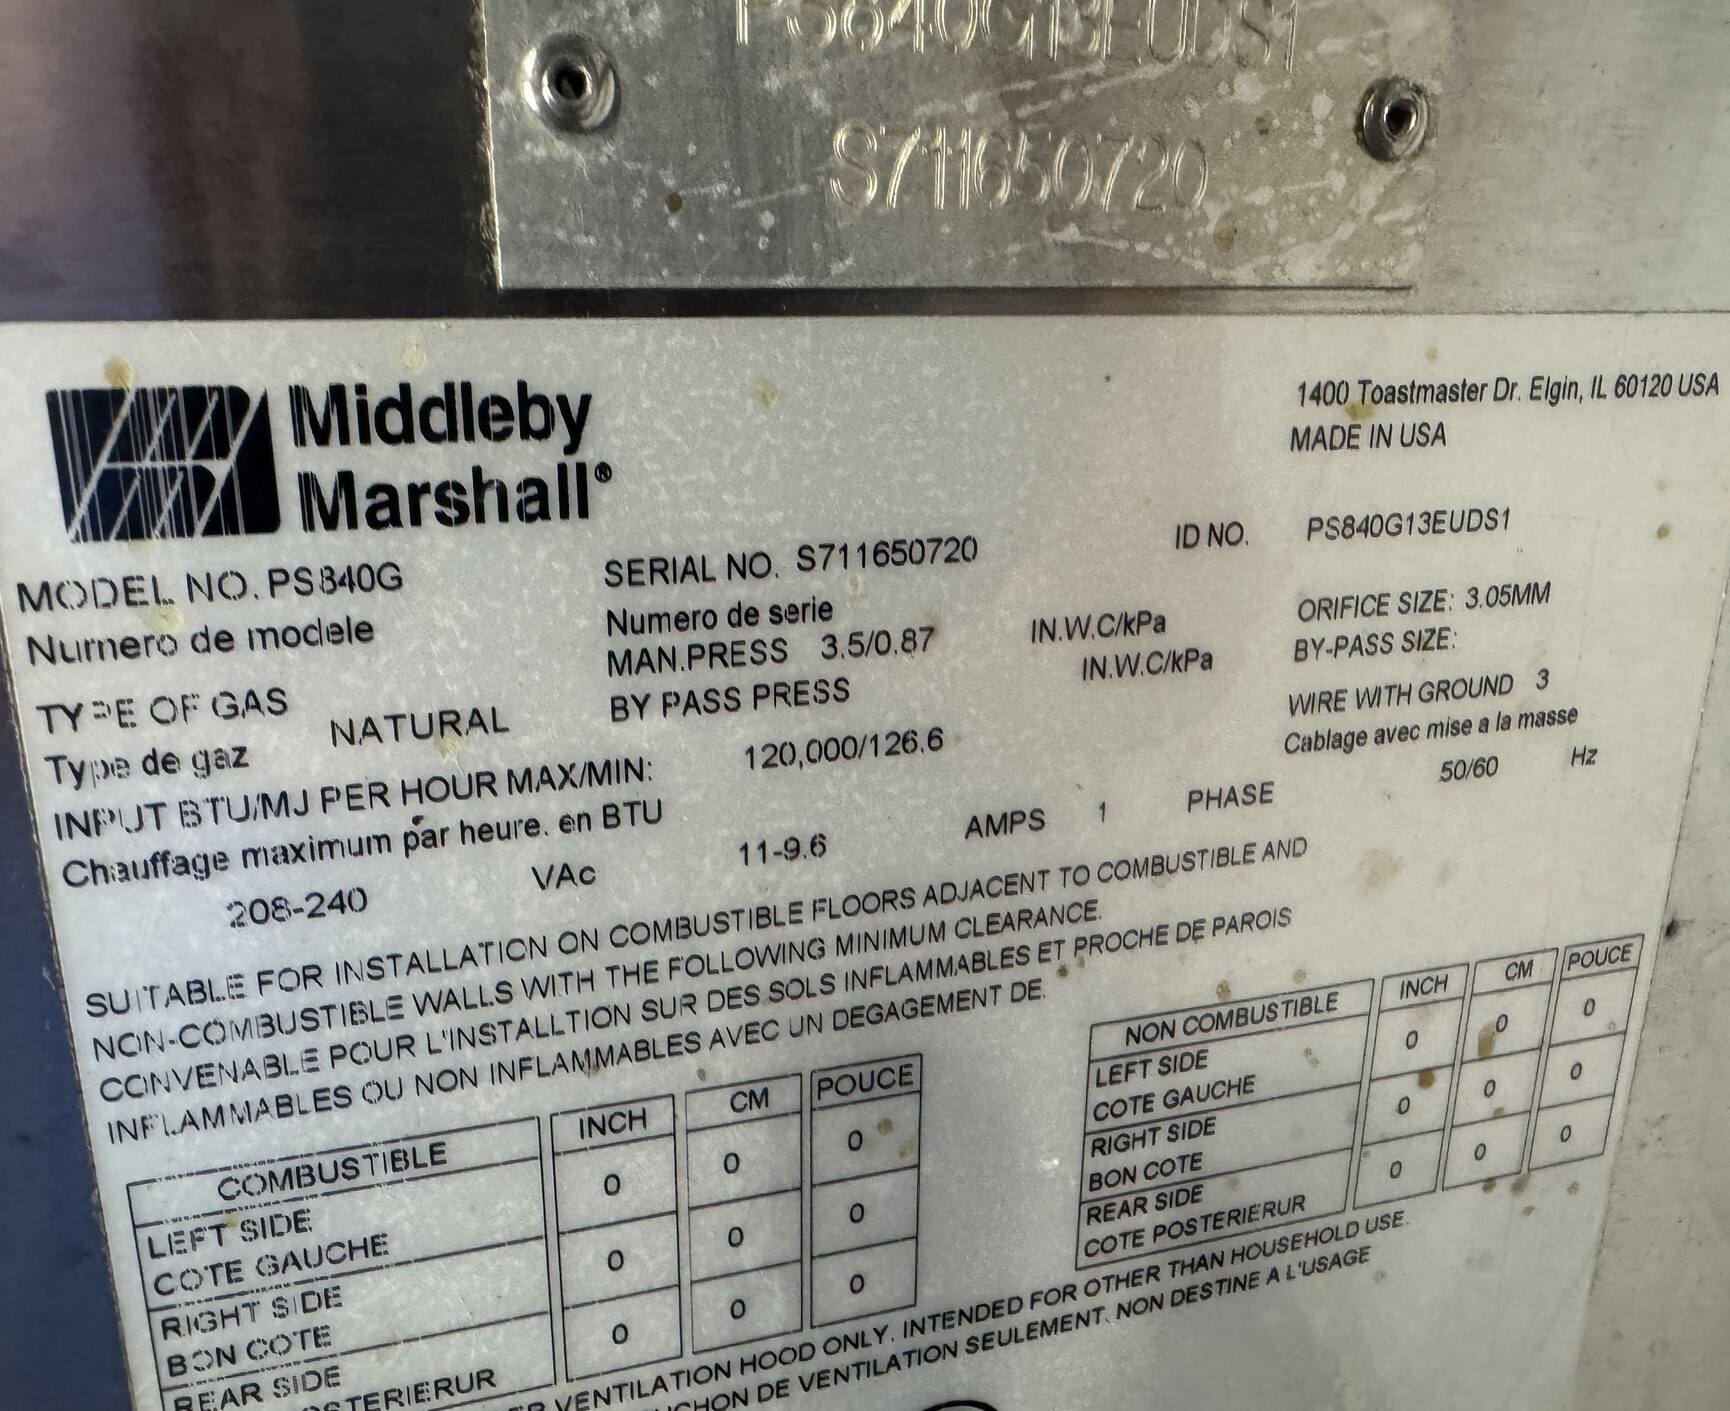 PS840G13EUDS1
S711650720
Middleby
Marshall®
1400 Toastmaster Dr. Elgin, IL 60120 USA
MADE IN USA
MODEL NO. PS840G
Numero de modele
SERIAL NO. S711650720
Numero de serie
ID NO. PS840G13EUDS1
MAN.PRESS 3.5/0.87 IN.W.C/kPa
BY PASS PRESS IN.W.C/kPa
ORIFICE SIZE: 3.05MM
BY-PASS SIZE:
TYPE OF GAS
Type de gaz
NATURAL
WIRE WITH GROUND 3
Cablage avec mise a la masse
INPUT BTU/MJ PER HOUR MAX/MIN: 120,000/126.6
Chauffage maximum par heure. en BTU
208-240 VAc 11-9.6 AMPS 1 PHASE 50/60 Hz
SUITABLE FOR INSTALLATION ON COMBUSTIBLE FLOORS ADJACENT TO COMBUSTIBLE AND
NON-COMBUSTIBLE WALLS WITH THE FOLLOWING MINIMUM CLEARANCE.
CONVENABLE POUR L'INSTALLTION SUR DES SOLS INFLAMMABLES ET PROCHE DE PAROIS
INFLAMMABLES OU NON INFLAMMABLES AVEC UN DEGAGEMENT DE.
COMBUSTIBLE INCH CM POUCE
LEFT SIDE
COTE GAUCHE 0 0 0
RIGHT SIDE
BON COTE 0 0 0
REAR SIDE
OSTERIERUR 0 0 0
NON COMBUSTIBLE INCH CM POUCE
LEFT SIDE
COTE GAUCHE 0 0 0
RIGHT SIDE
BON COTE 0 0 0
REAR SIDE
COTE POSTERIERUR 0 0 0
ER VENTILATION HOOD ONLY. INTENDED FOR OTHER THAN HOUSEHOLD USE.
UCHON DE VENTILATION SEULEMENT. NON DESTINE A L'USAGE